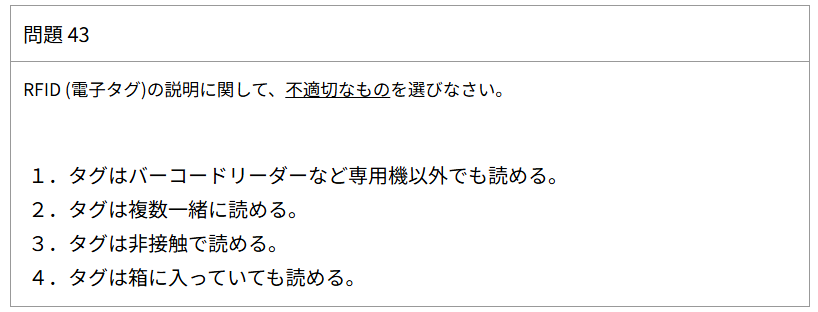 問題 43
RFID (電子タグ)の説明に関して、不適切なものを選びなさい。
１．タグはバーコードリーダーなど専用機以外でも読める。
２．タグは複数一緒に読める。
３．タグは非接触で読める。
４．タグは箱に入っていても読める。